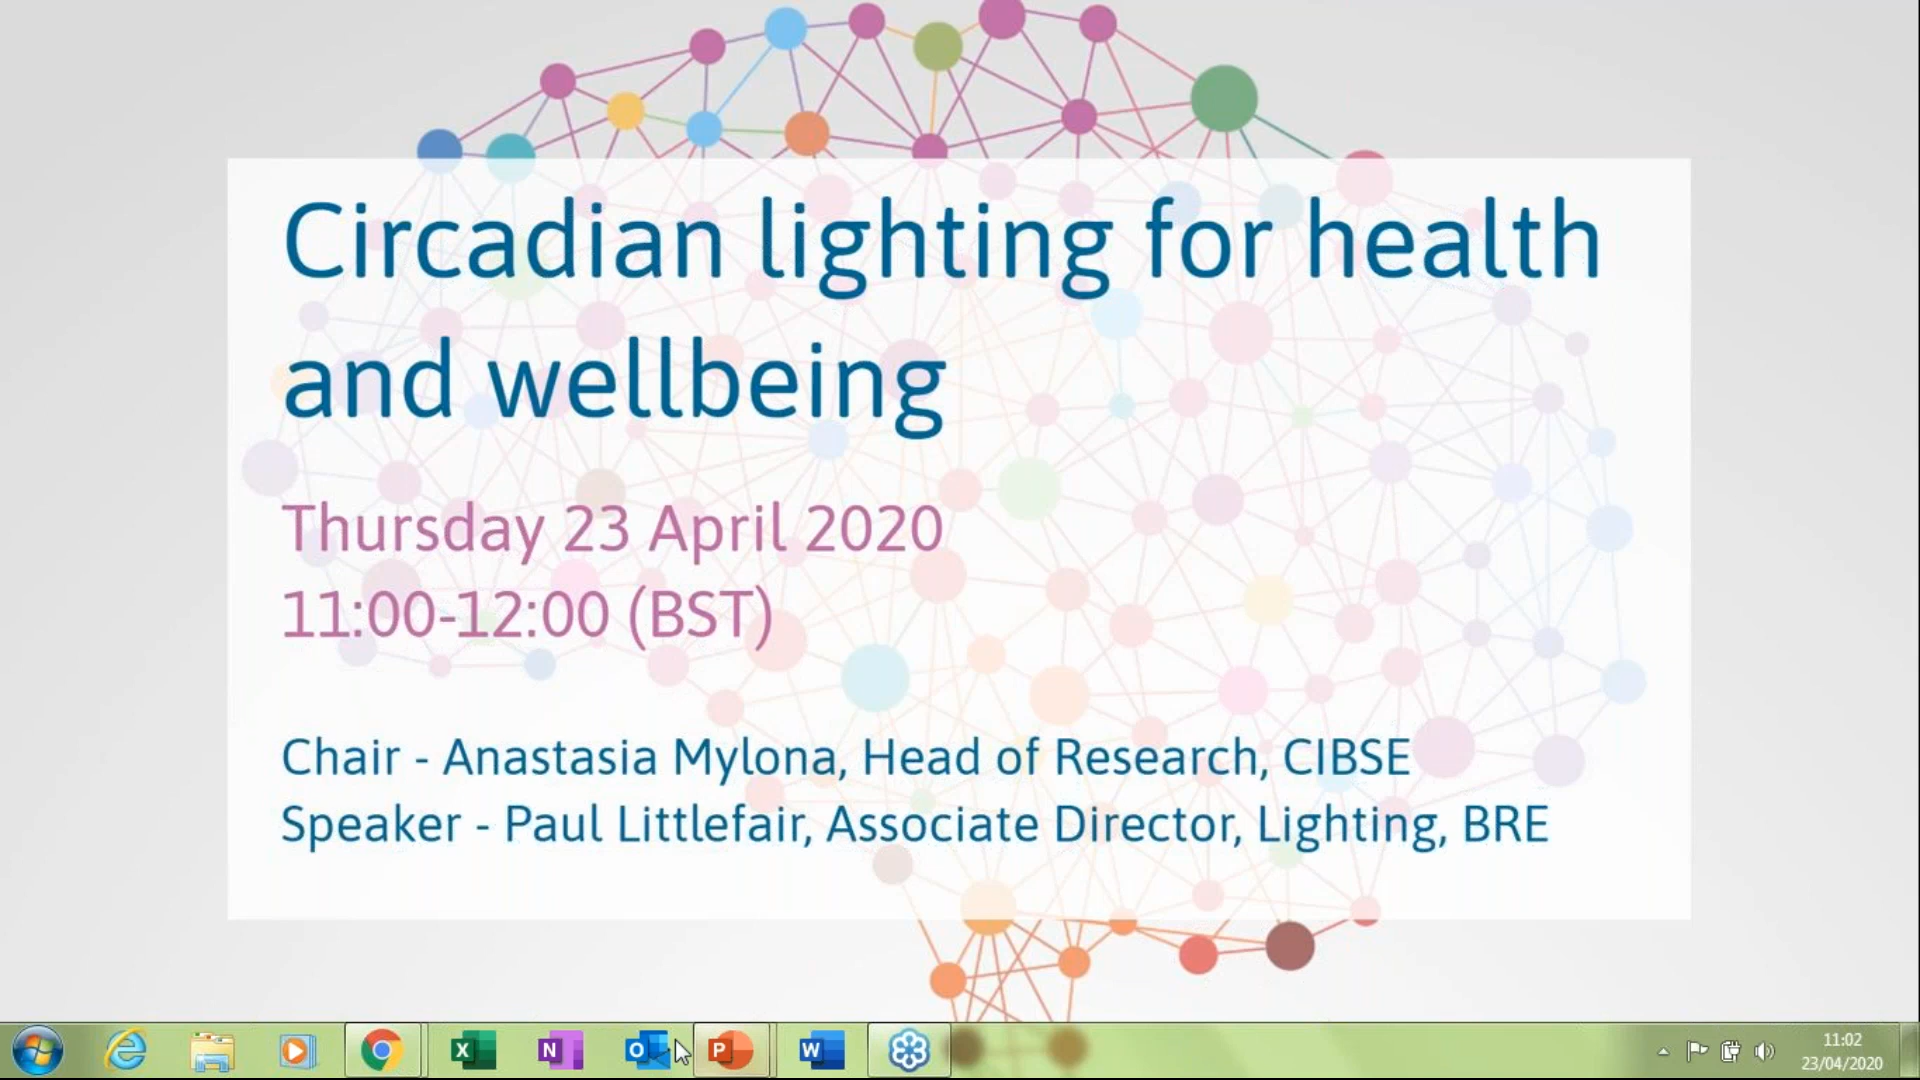 Circadian lighting for health
and wellbeing
Thursday 23 April 2020
11:00-12:00 (BST)
Chair - Anastasia Mylona, Head of Research, CIBSE
Speaker - Paul Littlefair, Associate Director, Lighting, BRE
X
N
O
P
W
11:02
23/04/2020